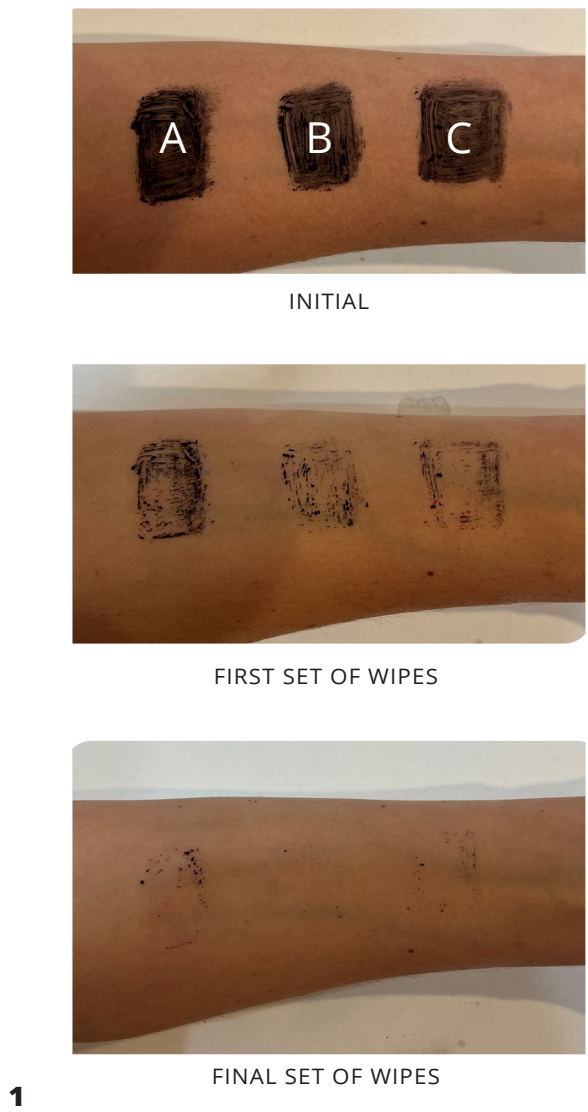 A B C
INITIAL
FIRST SET OF WIPES
FINAL SET OF WIPES
1